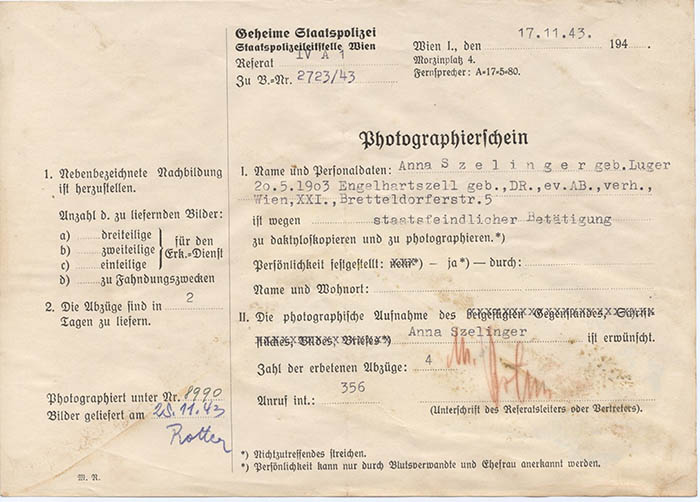 Geheime Staatspolizei
Staatspolizeileitstelle Wien
Referat IV A 1
Zu B.=Nr. 2723/43
17.11.43.
Wien I., den 194 .
Morzinplatz 4.
Fernsprecher: A=17=5=80.
Photographierschein
1. Nebenbezeichnete Nachbildung
ist herzustellen.
Anzahl d. zu liefernden Bilder:
a) ...... dreiteilige
b) ...... zweiteilige
c) ...... einteilige
für den
Erk.=Dienst
d) ...... zu Fahndungszwecken
2. Die Abzüge sind in 2
Tagen zu liefern.
Photographiert unter Nr. 8990
Bilder geliefert am 25.11.43
Rotter
M. R.
I. Name und Personaldaten: Anna S z e l i n g e r geb.Luger
2o.5.19o3 Engelhartszell geb.,DR.,ev.AB.,verh.,
Wien,XXI., Bretteldorferstr.5
ist wegen staatsfeindlicher Betätigung
zu daktyloskopieren und zu photographieren.*)
Persönlichkeit festgestellt: nein*) – ja*) – durch:
Name und Wohnort:
II. Die photographische Aufnahme des beigefügten Gegenstandes, Schrift=
stückes, Bildes, Briefes*) Anna Szelinger ist erwünscht.
Zahl der erbetenen Abzüge: 4
Anruf int.: 356
(Unterschrift des Referatsleiters oder Vertreters).
*) Nichtzutreffendes streichen.
*) Persönlichkeit kann nur durch Blutsverwandte und Ehefrau anerkannt werden.